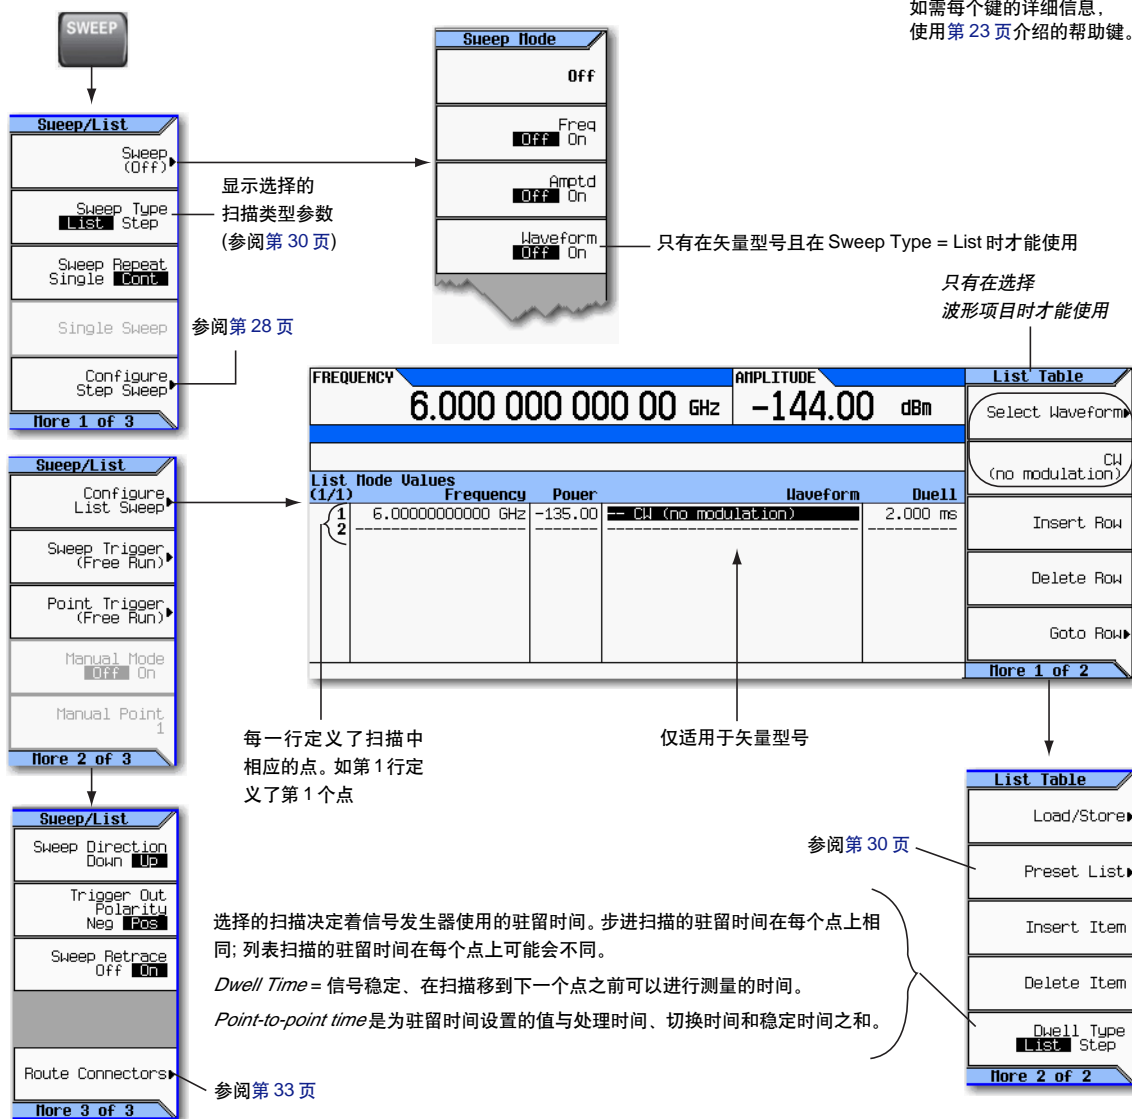 如需每个键的详细信息，
使用第 23 页介绍的帮助键。
SWEEP
Sweep/List
Sweep
(Off)
Sweep Type
List Step
Sweep Repeat
Single Cont
Single Sweep
Configure
Step Sweep
More 1 of 3
显示选择的
扫描类型参数
(参阅第 30 页)
参阅第 28 页
Sweep Mode
Off
Freq
Off On
Amptd
Off On
Waveform
Off On
只有在矢量型号且在 Sweep Type = List 时才能使用
只有在选择
波形项目时才能使用
Sweep/List
Configure
List Sweep
Sweep Trigger
(Free Run)
Point Trigger
(Free Run)
Manual Mode
Off On
Manual Point
1
More 2 of 3
FREQUENCY
6.000 000 000 00 GHz
AMPLITUDE
-144.00 dBm
List Mode Values
(1/1) Frequency Power Waveform Dwell
1 6.00000000000 GHz -135.00 -- CW (no modulation) 2.000 ms
2 ---------------- ------- ------------------------------ ---------
List Table
Select Waveform
CW
(no modulation)
Insert Row
Delete Row
Goto Row
More 1 of 2
每一行定义了扫描中
相应的点。如第 1 行定
义了第 1 个点
仅适用于矢量型号
Sweep/List
Sweep Direction
Down Up
Trigger Out
Polarity
Neg Pos
Sweep Retrace
Off On
Route Connectors
More 3 of 3
参阅第 33 页
选择的扫描决定着信号发生器使用的驻留时间。步进扫描的驻留时间在每个点上相
同; 列表扫描的驻留时间在每个点上可能会不同。
Dwell Time = 信号稳定、在扫描移到下一个点之前可以进行测量的时间。
Point-to-point time 是为驻留时间设置的值与处理时间、切换时间和稳定时间之和。
参阅第 30 页
List Table
Load/Store
Preset List
Insert Item
Delete Item
Dwell Type
List Step
More 2 of 2